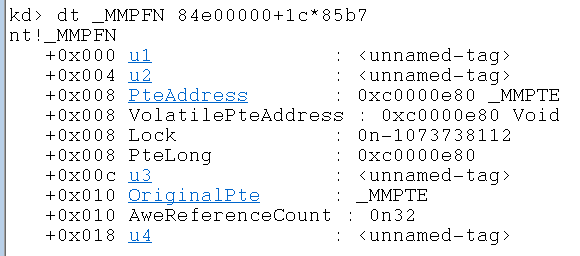 kd> dt _MMPFN 84e00000+1c*85b7
nt!_MMPFN
+0x000 u1 : <unnamed-tag>
+0x004 u2 : <unnamed-tag>
+0x008 PteAddress : 0xc0000e80 _MMPTE
+0x008 VolatilePteAddress : 0xc0000e80 Void
+0x008 Lock : 0n-1073738112
+0x008 PteLong : 0xc0000e80
+0x00c u3 : <unnamed-tag>
+0x010 OriginalPte : _MMPTE
+0x010 AweReferenceCount : 0n32
+0x018 u4 : <unnamed-tag>